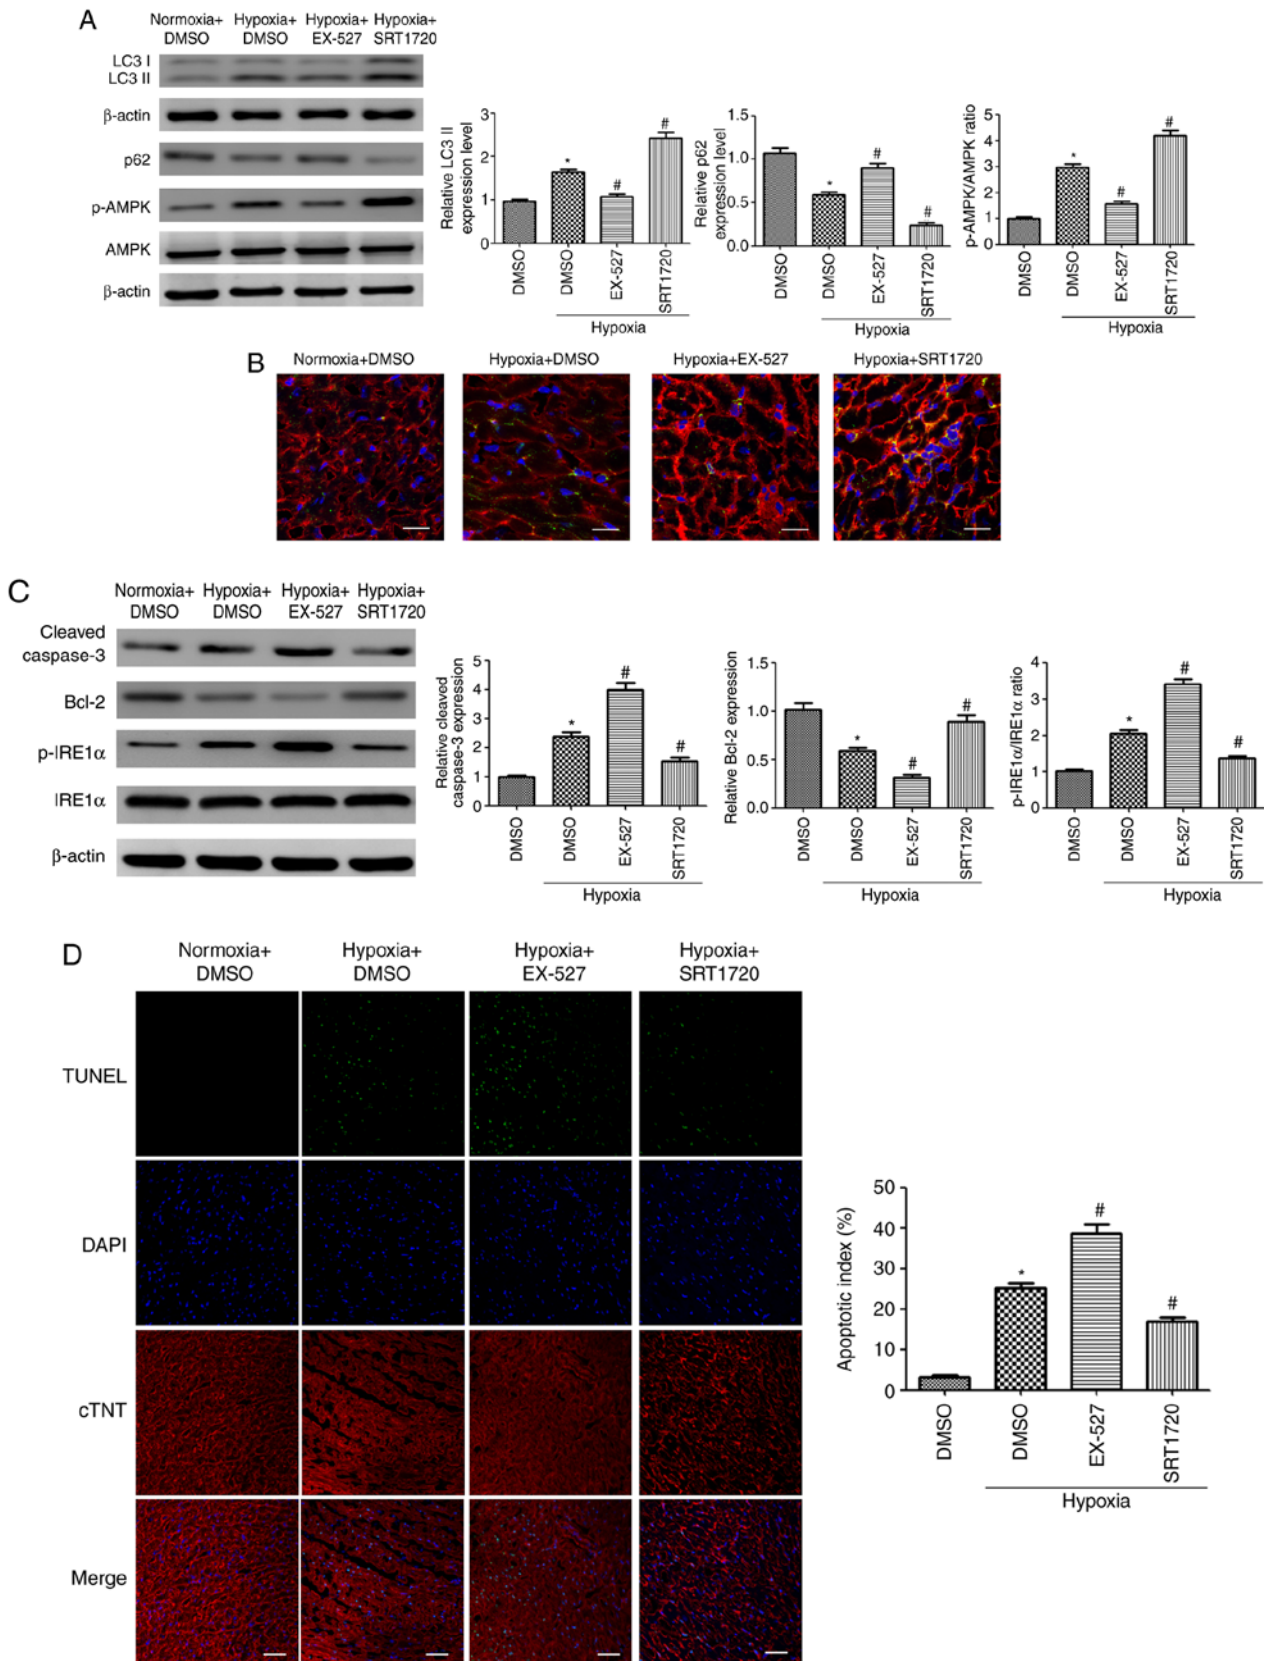 A
Normoxia+ Hypoxia+ Hypoxia+ Hypoxia+
DMSO DMSO EX-527 SRT1720
LC3 I
LC3 II
β-actin
p62
p-AMPK
AMPK
β-actin
Relative LC3 II
expression level
3
2
1
0
*
#
#
DMSO
DMSO
EX-527
SRT1720
Hypoxia
Relative p62
expression level
1.5
1.0
0.5
0.0
*
#
#
DMSO
DMSO
EX-527
SRT1720
Hypoxia
p-AMPK/AMPK ratio
5
4
3
2
1
0
*
#
#
DMSO
DMSO
EX-527
SRT1720
Hypoxia
B
Normoxia+DMSO Hypoxia+DMSO Hypoxia+EX-527 Hypoxia+SRT1720
C
Normoxia+ Hypoxia+ Hypoxia+ Hypoxia+
DMSO DMSO EX-527 SRT1720
Cleaved
caspase-3
Bcl-2
p-IRE1α
IRE1α
β-actin
Relative cleaved
caspase-3 expression
5
4
3
2
1
0
*
#
#
DMSO
DMSO
EX-527
SRT1720
Hypoxia
Relative Bcl-2 expression
1.5
1.0
0.5
0.0
*
#
#
DMSO
DMSO
EX-527
SRT1720
Hypoxia
p-IRE1α/IRE1α ratio
4
3
2
1
0
*
#
#
DMSO
DMSO
EX-527
SRT1720
Hypoxia
D
Normoxia+ Hypoxia+ Hypoxia+ Hypoxia+
DMSO DMSO EX-527 SRT1720
TUNEL
DAPI
cTNT
Merge
Apoptotic index (%)
50
40
30
20
10
0
*
#
#
DMSO
DMSO
EX-527
SRT1720
Hypoxia